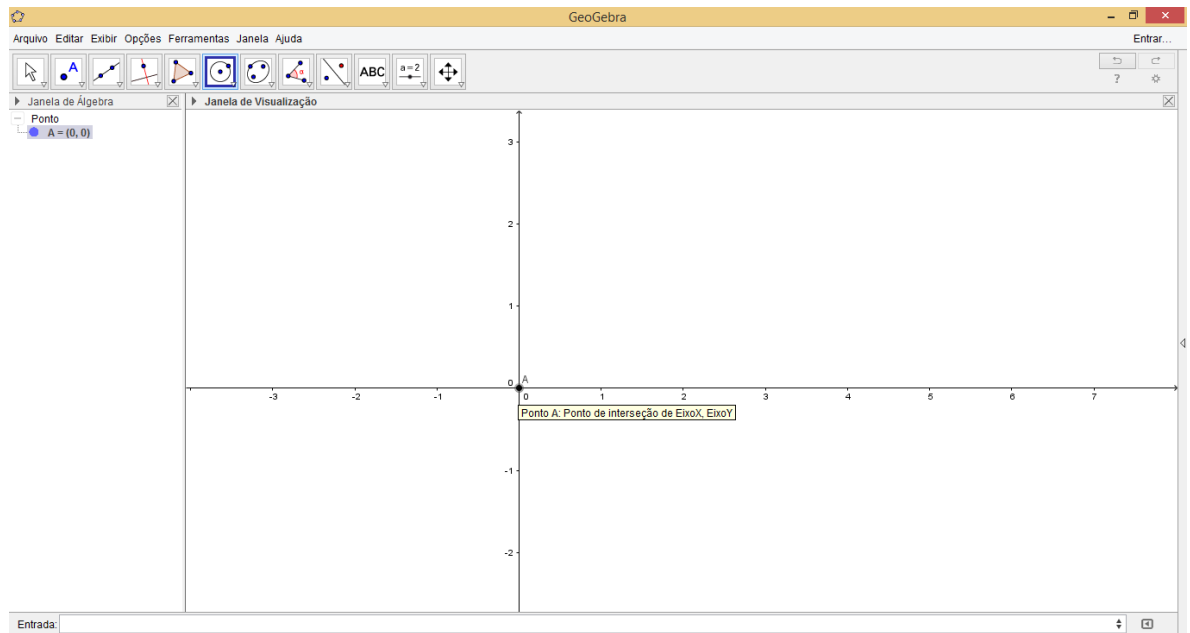 GeoGebra
Arquivo Editar Exibir Opções Ferramentas Janela Ajuda Entrar...
A α ABC a=2 ?
Janela de Álgebra Janela de Visualização
Ponto
A = (0, 0)
3
2
1
0 A
-3 -2 -1 0 1 2 3 4 5 6 7
Ponto A: Ponto de interseção de EixoX, EixoY
-1
-2
Entrada: